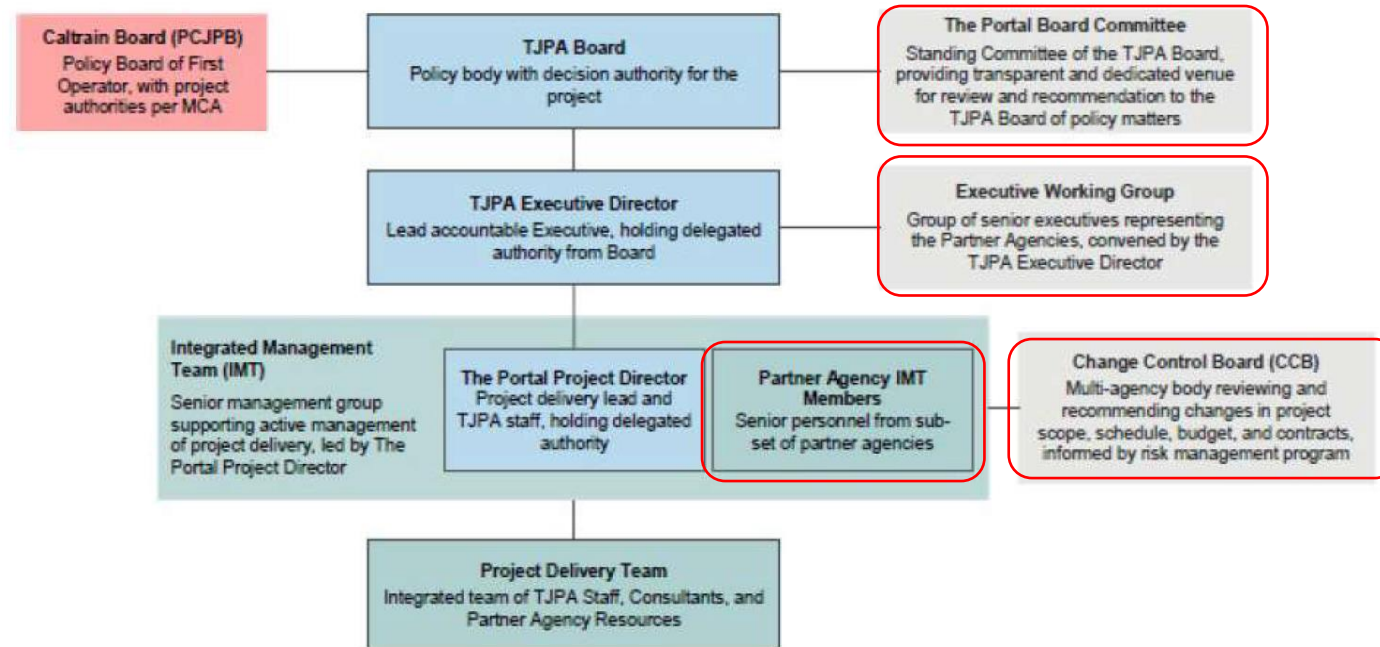 Caltrain Board (PCJPB)
Policy Board of First
Operator, with project
authorities per MCA
TJPA Board
Policy body with decision authority for the
project
The Portal Board Committee
Standing Committee of the TJPA Board,
providing transparent and dedicated venue
for review and recommendation to the
TJPA Board of policy matters
TJPA Executive Director
Lead accountable Executive, holding delegated
authority from Board
Executive Working Group
Group of senior executives representing
the Partner Agencies, convened by the
TJPA Executive Director
Integrated Management
Team (IMT)
Senior management group
supporting active management
of project delivery, led by The
Portal Project Director
The Portal Project Director
Project delivery lead and
TJPA staff, holding delegated
authority
Partner Agency IMT
Members
Senior personnel from sub-
set of partner agencies
Change Control Board (CCB)
Multi-agency body reviewing and
recommending changes in project
scope, schedule, budget, and contracts,
informed by risk management program
Project Delivery Team
Integrated team of TJPA Staff, Consultants, and
Partner Agency Resources